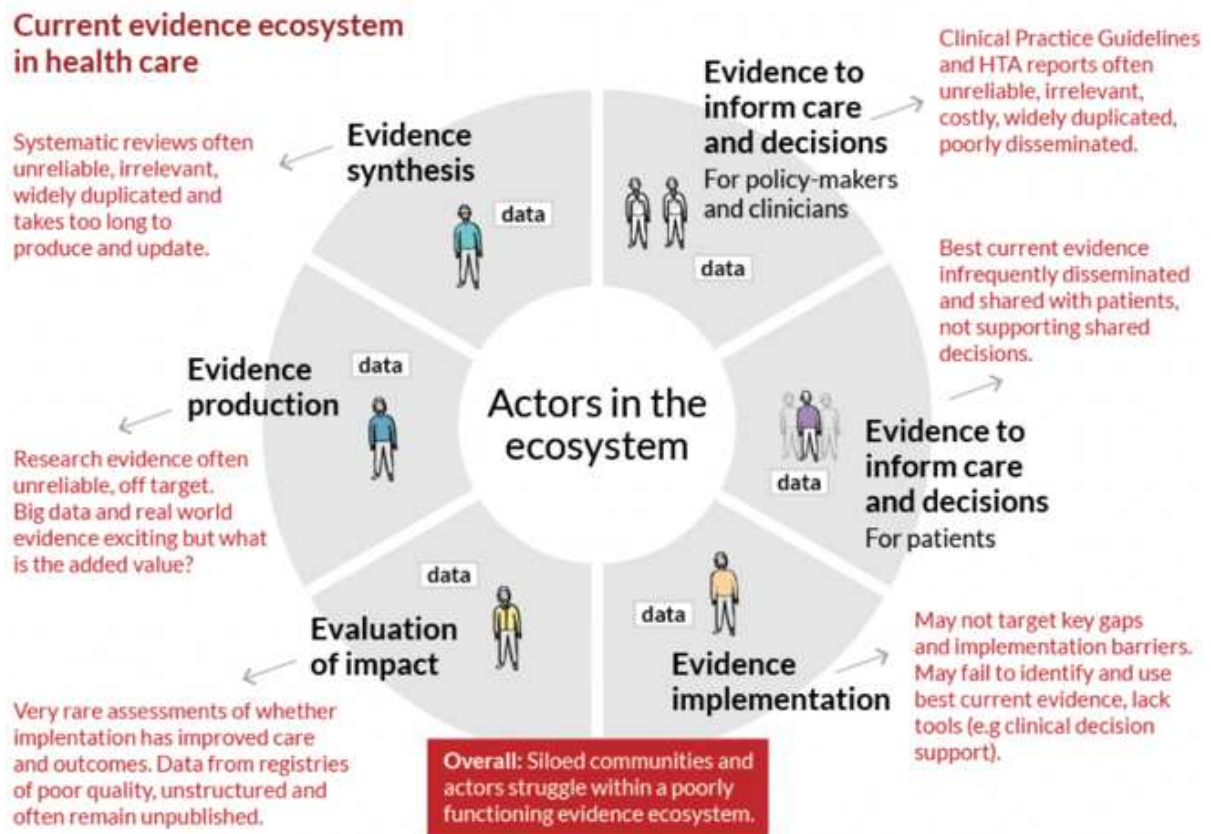 Current evidence ecosystem
in health care
Evidence
synthesis
data
Systematic reviews often
unreliable, irrelevant,
widely duplicated and
takes too long to
produce and update.
Evidence to
inform care
and decisions
For policy-makers
and clinicians
data
Clinical Practice Guidelines
and HTA reports often
unreliable, irrelevant,
costly, widely duplicated,
poorly disseminated.
Best current evidence
infrequently disseminated
and shared with patients,
not supporting shared
decisions.
data
Evidence to
inform care
and decisions
For patients
Actors in the
ecosystem
Evidence
production
data
Research evidence often
unreliable, off target.
Big data and real world
evidence exciting but what
is the added value?
data
Evaluation
of impact
Very rare assessments of whether
implentation has improved care
and outcomes. Data from registries
of poor quality, unstructured and
often remain unpublished.
data
Evidence
implementation
May not target key gaps
and implementation barriers.
May fail to identify and use
best current evidence, lack
tools (e.g clinical decision
support).
Overall: Siloed communities and
actors struggle within a poorly
functioning evidence ecosystem.